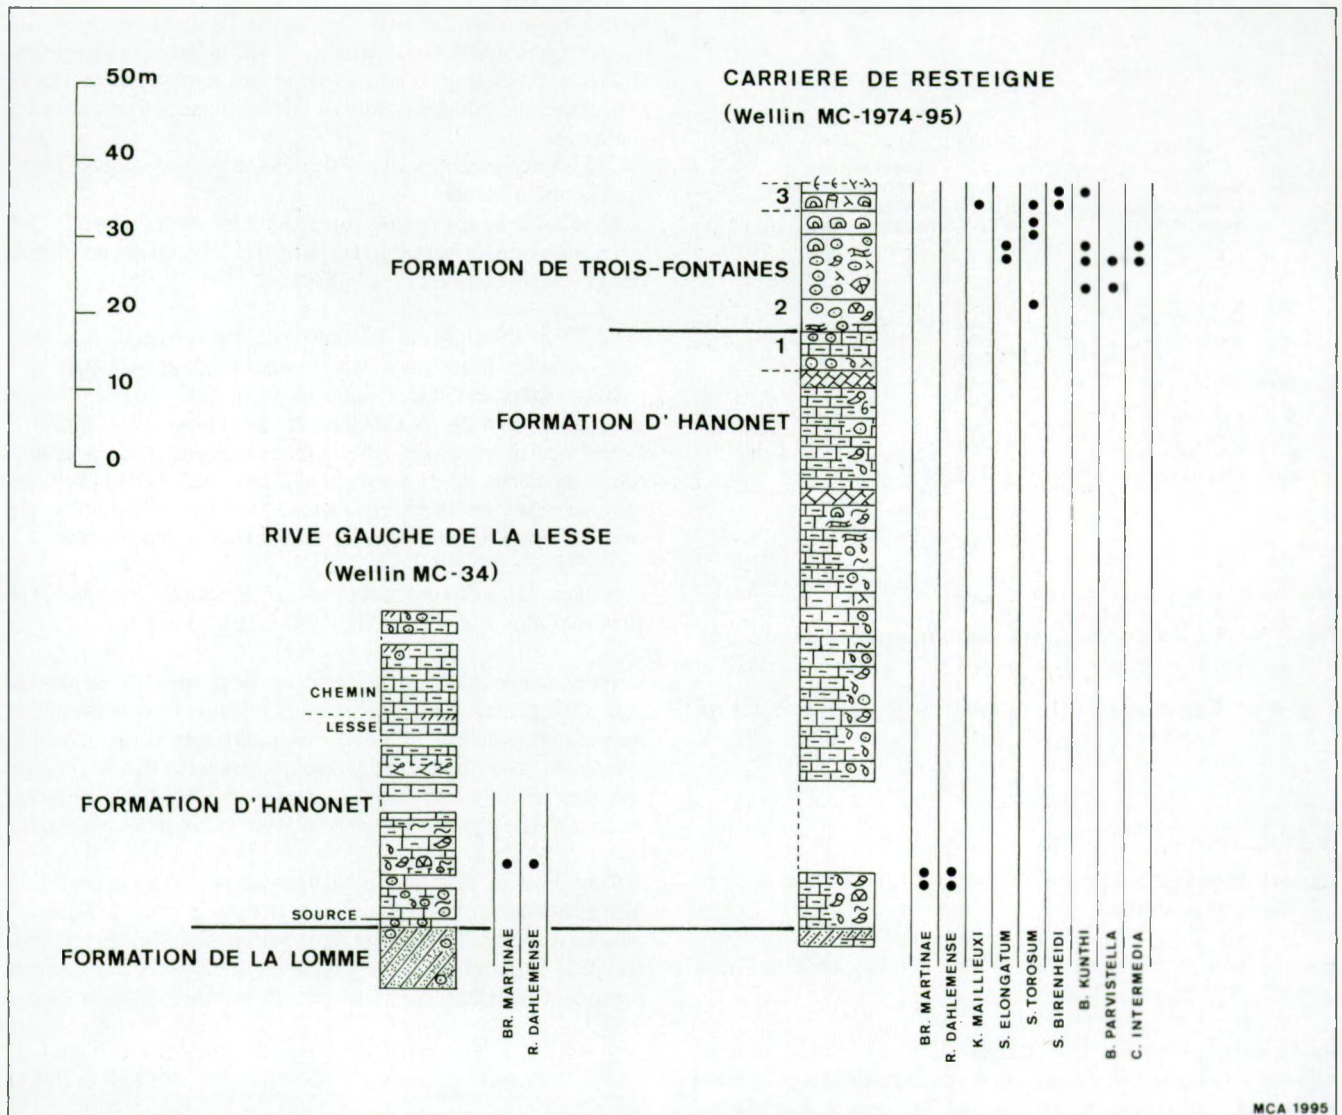 50m
40
30
20
10
0
CARRIERE DE RESTEIGNE
(Wellin MC-1974-95)
3
FORMATION DE TROIS-FONTAINES
2
1
FORMATION D' HANONET
RIVE GAUCHE DE LA LESSE
(Wellin MC-34)
CHEMIN
LESSE
FORMATION D'HANONET
SOURCE
FORMATION DE LA LOMME
BR. MARTINAE
R. DAHLEMENSE
BR. MARTINAE
R. DAHLEMENSE
K. MAILLIEUXI
S. ELONGATUM
S. TOROSUM
S. BIRENHEIDI
B. KUNTHI
B. PARVISTELLA
C. INTERMEDIA
MCA 1995